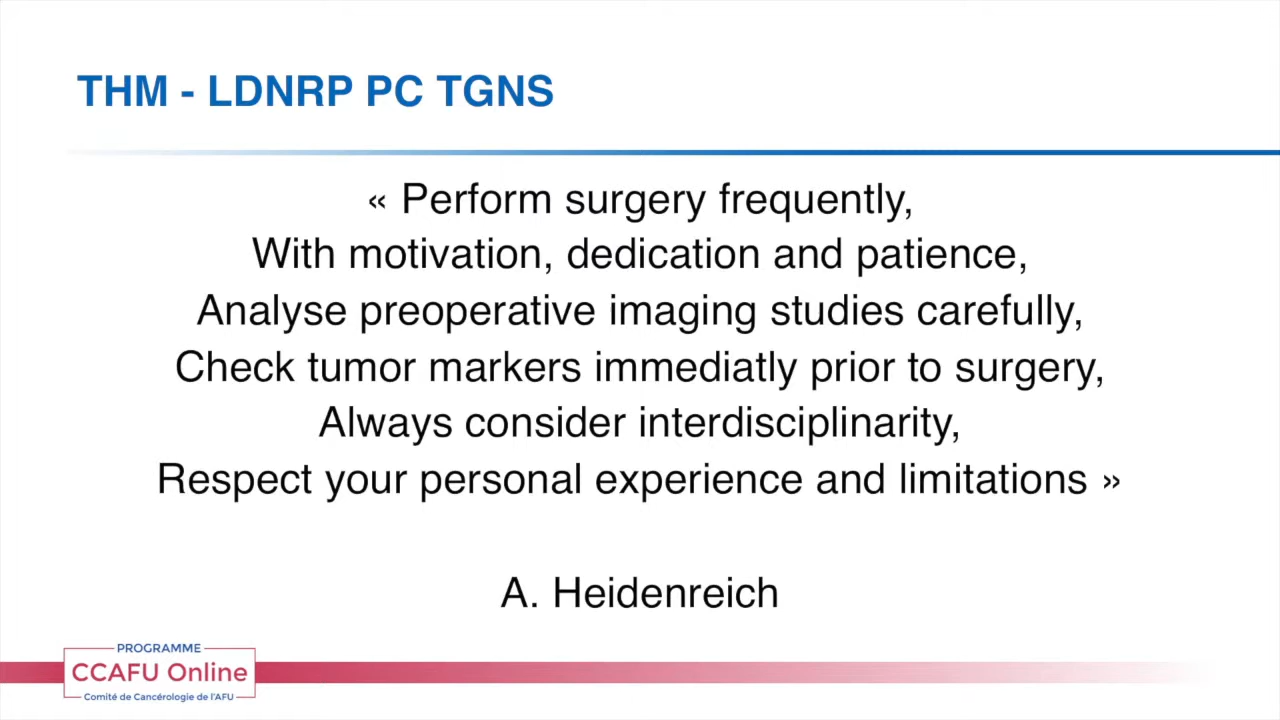 THM - LDNRP PC TGNS
« Perform surgery frequently,
With motivation, dedication and patience,
Analyse preoperative imaging studies carefully,
Check tumor markers immediatly prior to surgery,
Always consider interdisciplinarity,
Respect your personal experience and limitations »
A. Heidenreich
PROGRAMME
CCAFU Online
Comité de Cancérologie de l'AFU